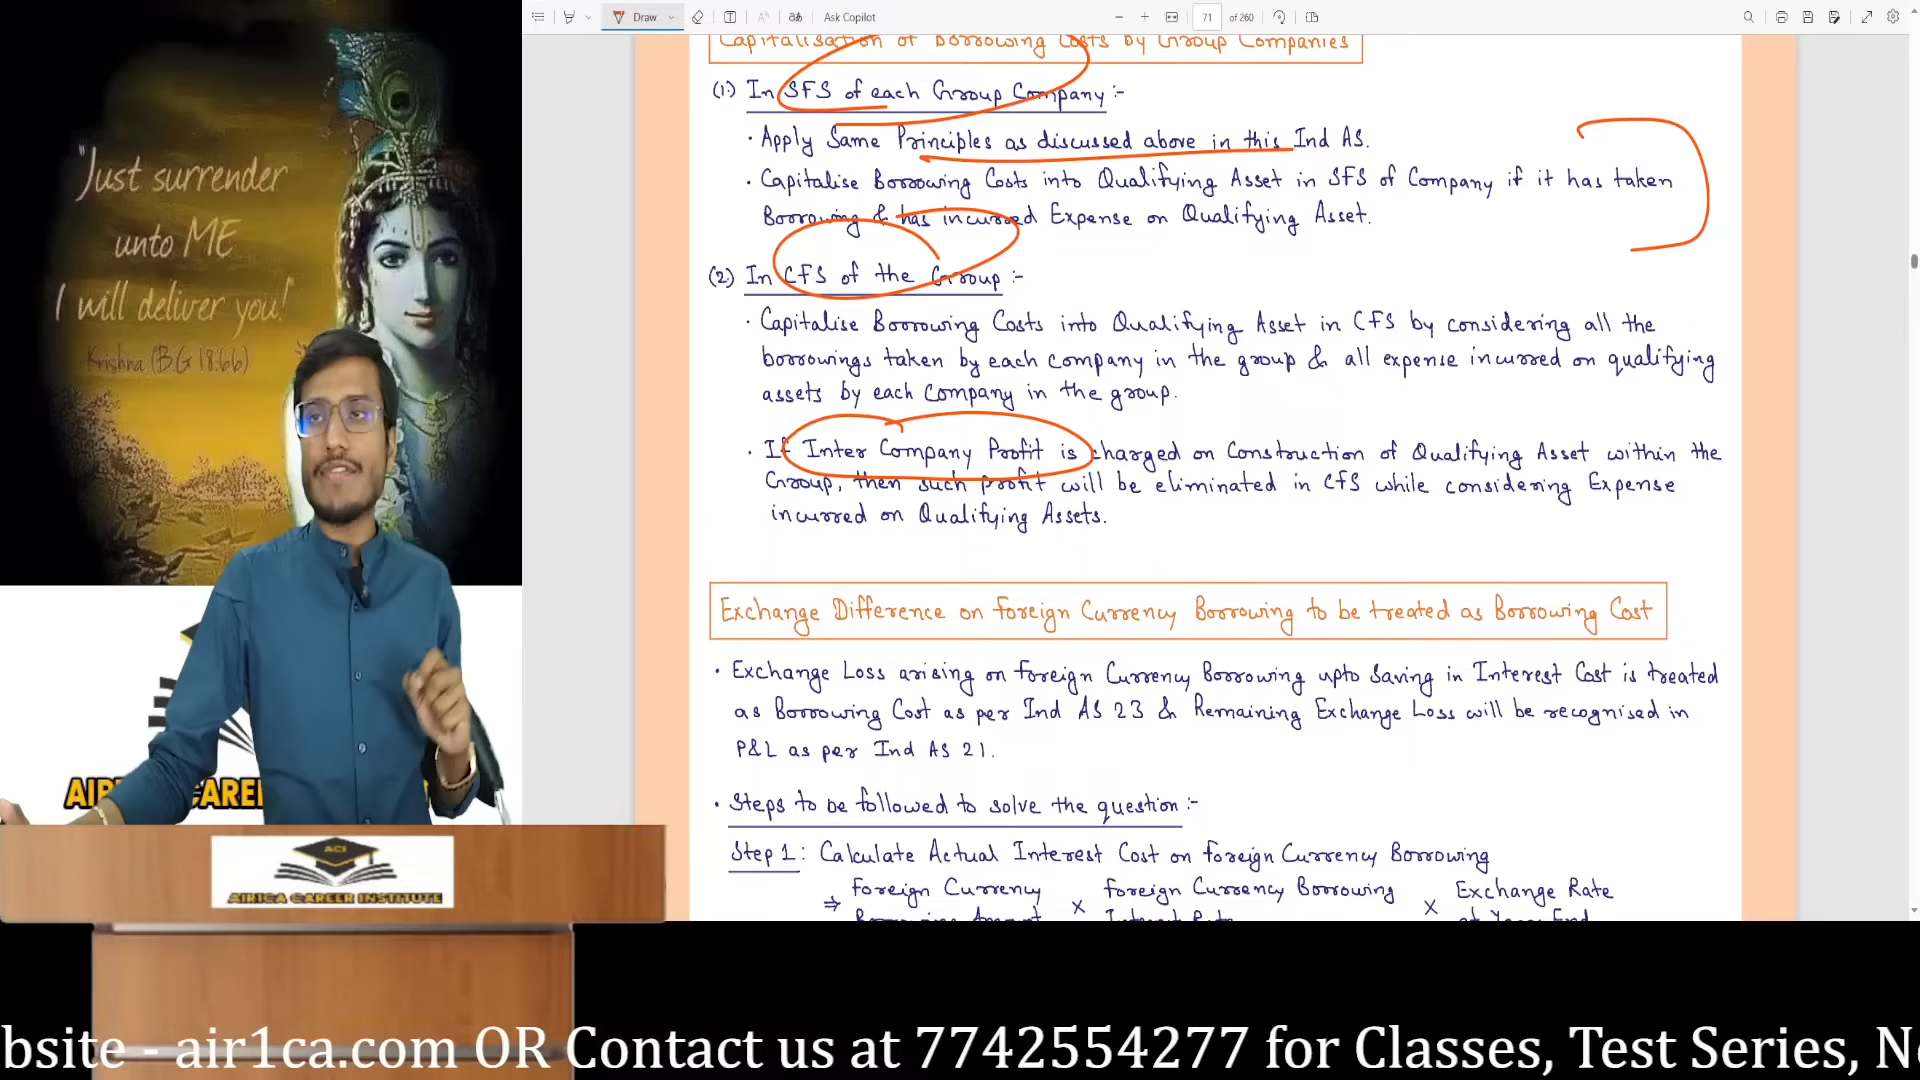 Draw
Ask Copilot
71 of 260
Capitalisation of Borrowing Costs by Group Companies
(1.) In SFS of each Group Company :-
· Apply Same Principles as discussed above in this Ind AS.
· Capitalise Borrowing Costs into Qualifying Asset in SFS of Company if it has taken
Borrowing & has incurred Expense on Qualifying Asset.
(2.) In CFS of the Group :-
· Capitalise Borrowing Costs into Qualifying Asset in CFS by considering all the
borrowings taken by each company in the group & all expense incurred on qualifying
assets by each Company in the group.
· If Inter Company Profit is charged on Construction of Qualifying Asset within the
Group, then such profit will be eliminated in CFS while considering Expense
incurred on Qualifying Assets.
Exchange Difference on Foreign Currency Borrowing to be treated as Borrowing Cost
· Exchange Loss arising on Foreign Currency Borrowing upto Saving in Interest Cost is treated
as Borrowing Cost as per Ind AS 23 & Remaining Exchange Loss will be recognised in
P&L as per Ind AS 21.
· Steps to be followed to solve the question :-
Step 1 : Calculate Actual Interest Cost on Foreign Currency Borrowing
⇒ Foreign Currency × Foreign Currency Borrowing × Exchange Rate
Borrowing Amount Interest Rate at Year End
"Just surrender
unto ME
I will deliver you!"
Krishna (B.G 18:66)
ACI
AIR1CA CAREER INSTITUTE
bsite - air1ca.com OR Contact us at 7742554277 for Classes, Test Series, N